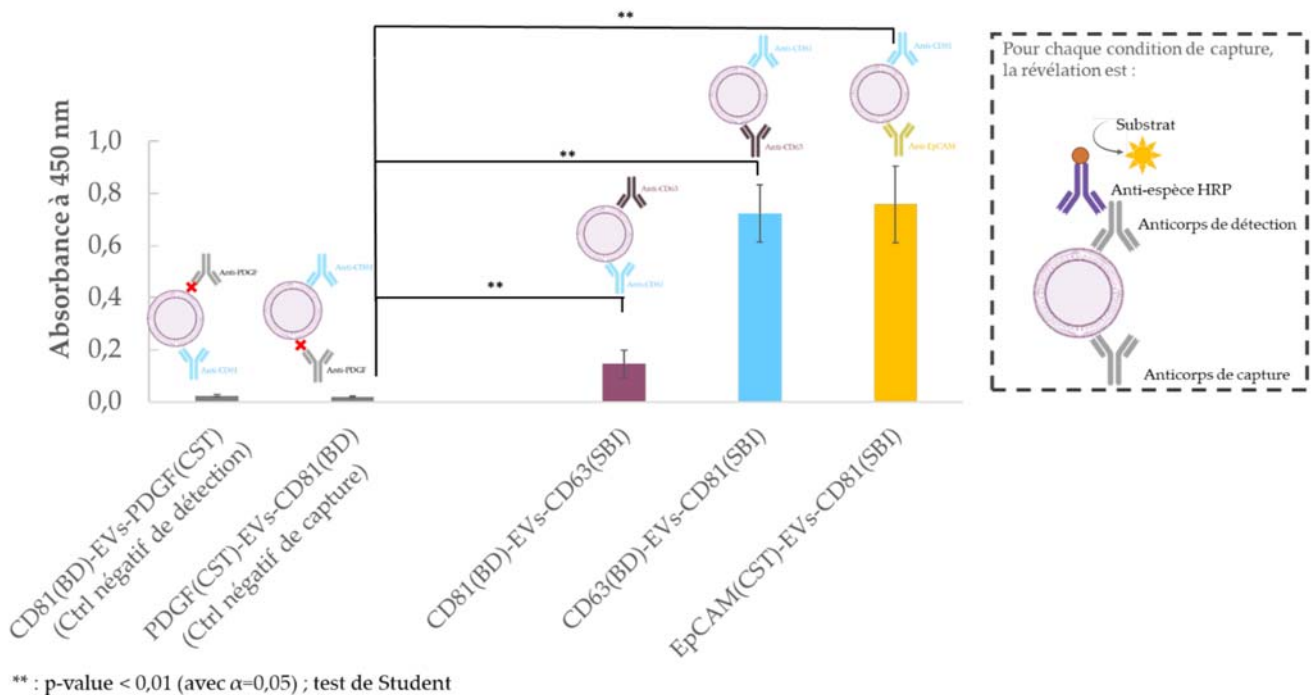 **
Anti-CD81
Anti-CD81
Pour chaque condition de capture,
la révélation est :
Substrat
Anti-espèce HRP
Anticorps de détection
Anticorps de capture
Absorbance à 450 nm
1,0
0,8
0,6
0,4
0,2
0,0
**
Anti-CD63
Anti-EpCAM
Anti-CD63
Anti-PDGF
Anti-CD81
**
Anti-CD81
Anti-CD81
Anti-PDGF
CD81(BD)-EVs-PDGF(CST)
(Ctrl négatif de détection)
PDGF(CST)-EVs-CD81(BD)
(Ctrl négatif de capture)
CD81(BD)-EVs-CD63(SBI)
CD63(BD)-EVs-CD81(SBI)
EpCAM(CST)-EVs-CD81(SBI)
** : p-value < 0,01 (avec α=0,05) ; test de Student